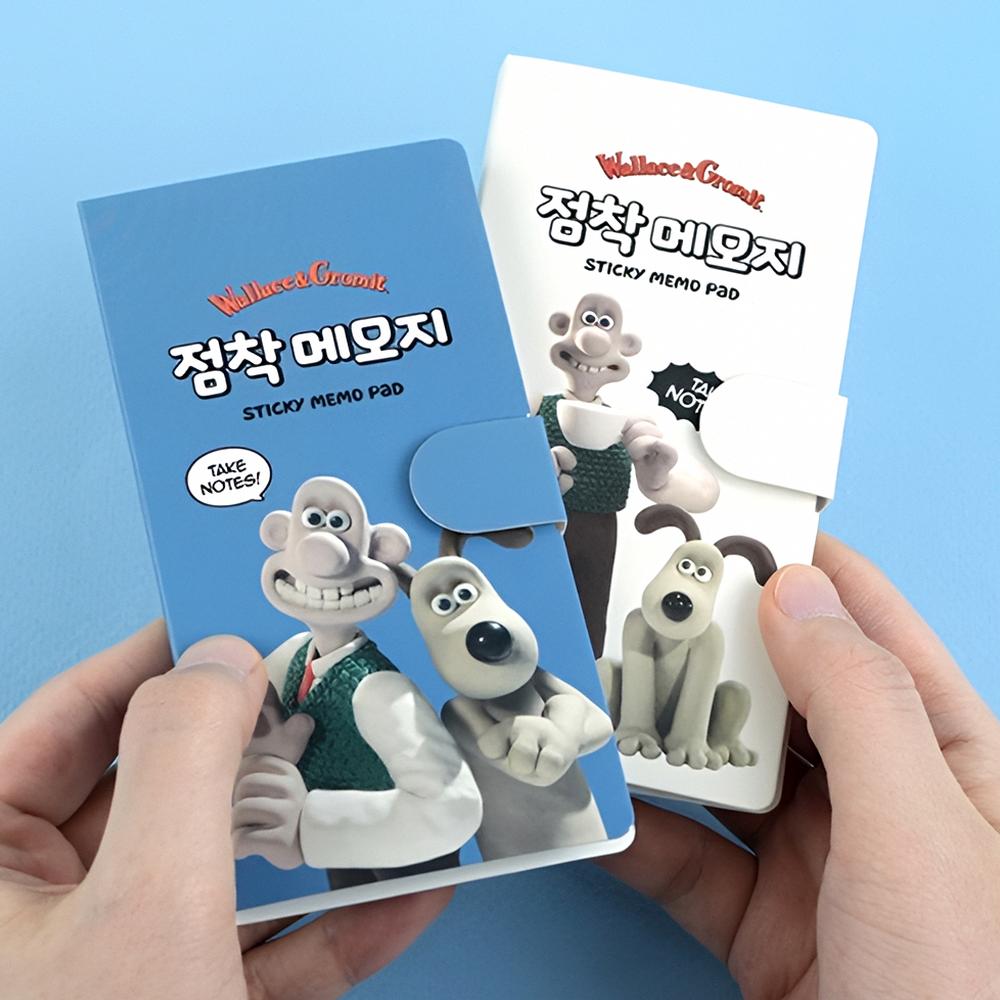 Wallace & Gromit
점착 메모지
STICKY MEMO PAD
TAKE
NOTES!
Wallace & Gromit
점착 메모지
STICKY MEMO PAD